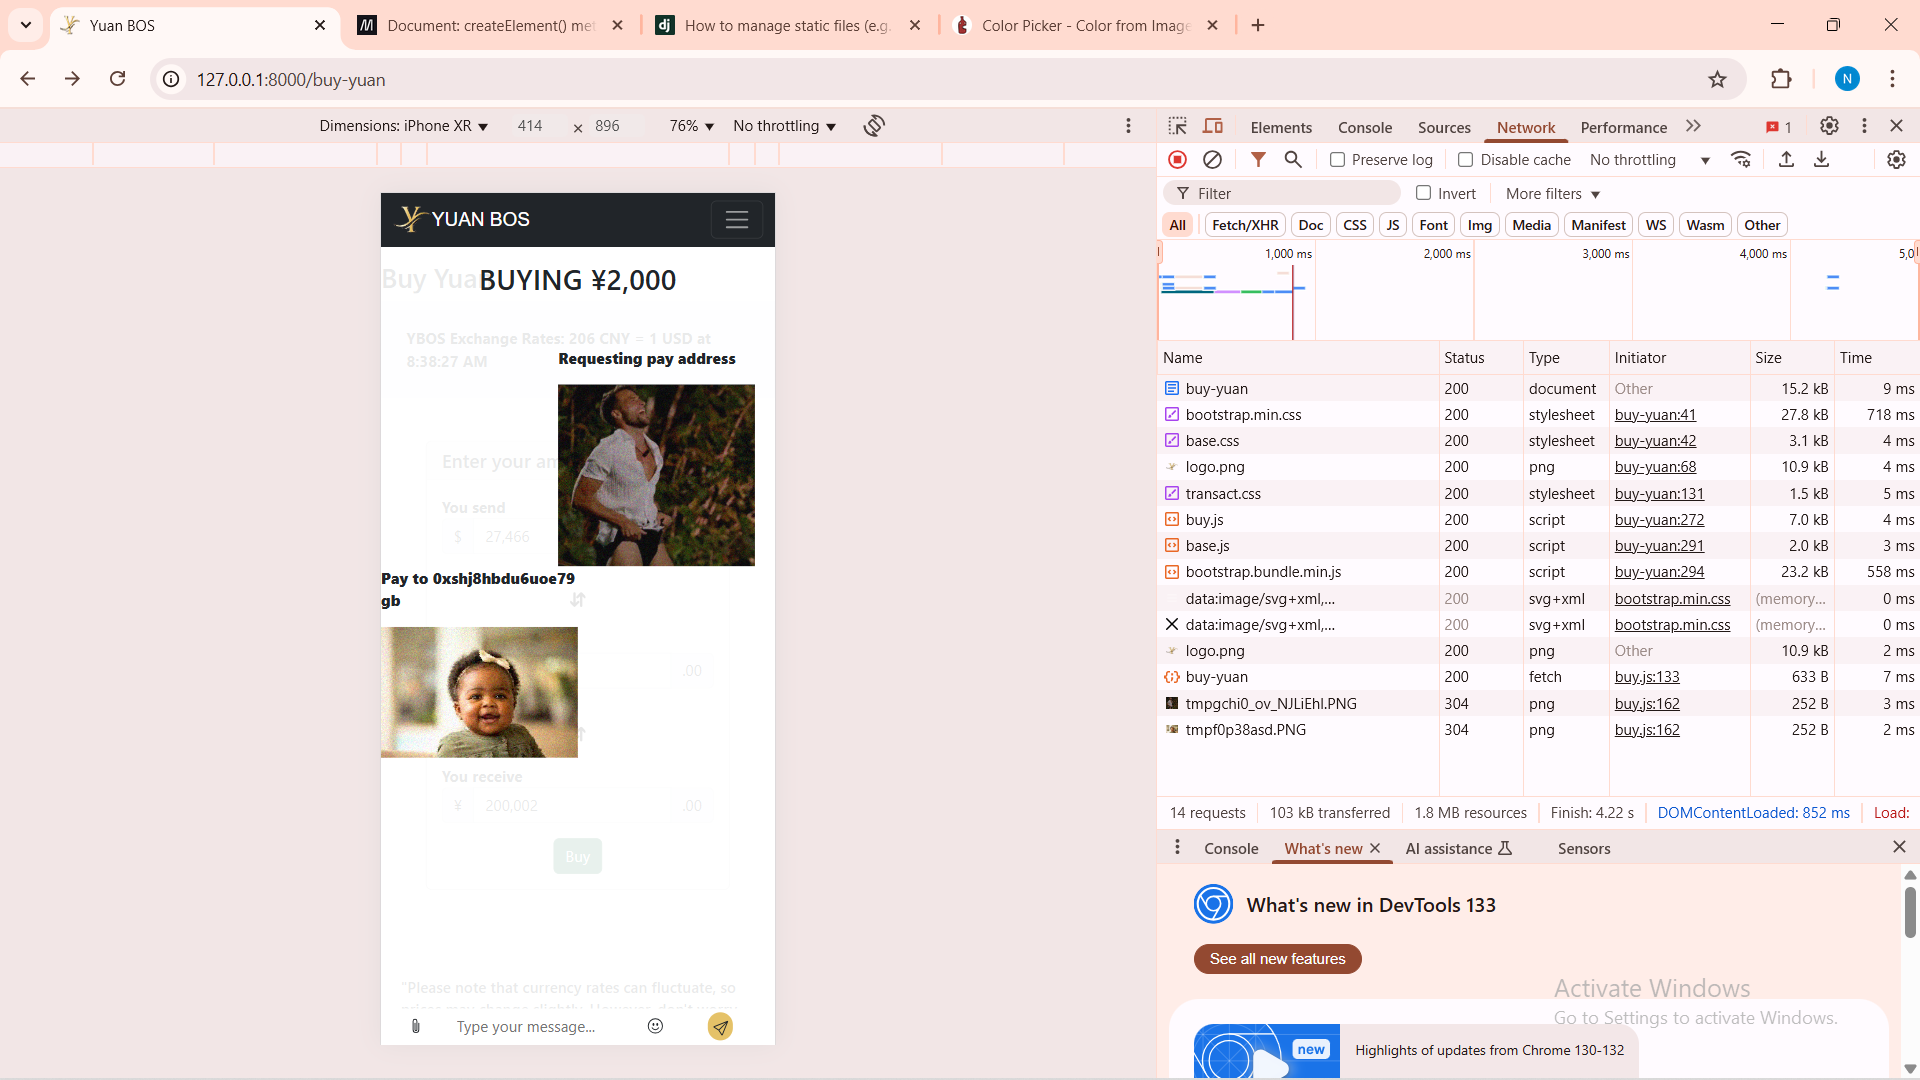 Yuan BOS
Document: createElement() met
How to manage static files (e.g.
Color Picker - Color from Image
127.0.0.1:8000/buy-yuan
N
Dimensions: iPhone XR 414 × 896 76% No throttling
Elements Console Sources Network Performance 1
Preserve log Disable cache No throttling
Filter Invert More filters
All Fetch/XHR Doc CSS JS Font Img Media Manifest WS Wasm Other
1,000 ms 2,000 ms 3,000 ms 4,000 ms 5,0
Name Status Type Initiator Size Time
buy-yuan 200 document Other 15.2 kB 9 ms
bootstrap.min.css 200 stylesheet buy-yuan:41 27.8 kB 718 ms
base.css 200 stylesheet buy-yuan:42 3.1 kB 4 ms
logo.png 200 png buy-yuan:68 10.9 kB 4 ms
transact.css 200 stylesheet buy-yuan:131 1.5 kB 5 ms
buy.js 200 script buy-yuan:272 7.0 kB 4 ms
base.js 200 script buy-yuan:291 2.0 kB 3 ms
bootstrap.bundle.min.js 200 script buy-yuan:294 23.2 kB 558 ms
data:image/svg+xml,... 200 svg+xml bootstrap.min.css (memory... 0 ms
data:image/svg+xml,... 200 svg+xml bootstrap.min.css (memory... 0 ms
logo.png 200 png Other 10.9 kB 2 ms
buy-yuan 200 fetch buy.js:133 633 B 7 ms
tmpgchi0_ov_NJLiEhI.PNG 304 png buy.js:162 252 B 3 ms
tmpf0p38asd.PNG 304 png buy.js:162 252 B 2 ms
14 requests 103 kB transferred 1.8 MB resources Finish: 4.22 s DOMContentLoaded: 852 ms Load:
Console What's new AI assistance Sensors
What's new in DevTools 133
See all new features
new
Highlights of updates from Chrome 130-132
Activate Windows
Go to Settings to activate Windows.
YUAN BOS
Buy Yua
BUYING ¥2,000
YBOS Exchange Rates: 206 CNY = 1 USD at
8:38:27 AM
Requesting pay address
Enter your am
You send
$ 27,466
Pay to 0xshj8hbdu6uoe79
gb
.00
You receive
¥ 200,002 .00
Buy
"Please note that currency rates can fluctuate, so
Type your message...